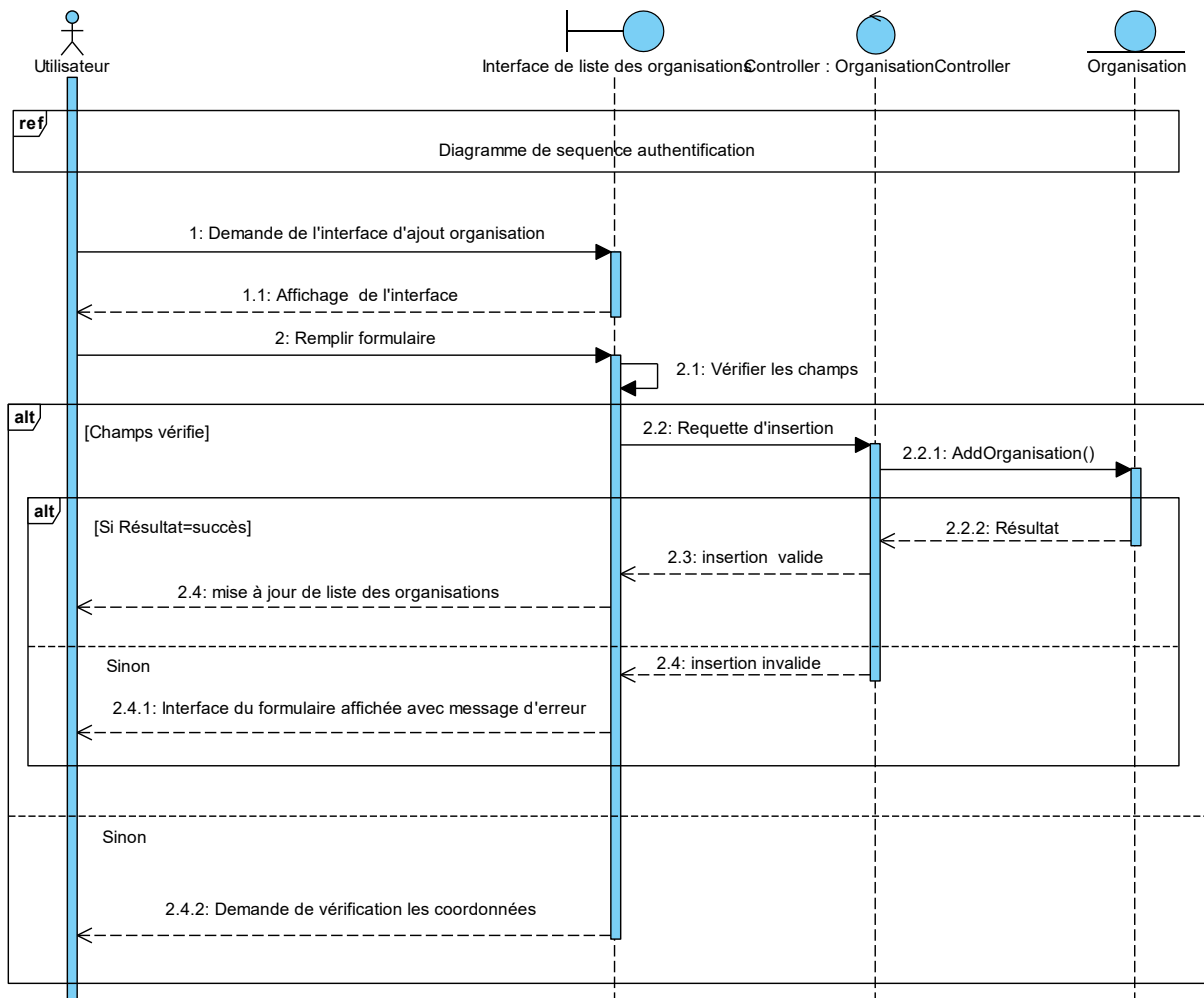 Utilisateur
Interface de liste des organisations
Controller : OrganisationController
Organisation
ref
Diagramme de sequence authentification
1: Demande de l'interface d'ajout organisation
1.1: Affichage de l'interface
2: Remplir formulaire
2.1: Vérifier les champs
alt
[Champs vérifie]
2.2: Requette d'insertion
2.2.1: AddOrganisation()
alt
[Si Résultat=succès]
2.2.2: Résultat
2.3: insertion valide
2.4: mise à jour de liste des organisations
Sinon
2.4: insertion invalide
2.4.1: Interface du formulaire affichée avec message d'erreur
Sinon
2.4.2: Demande de vérification les coordonnées